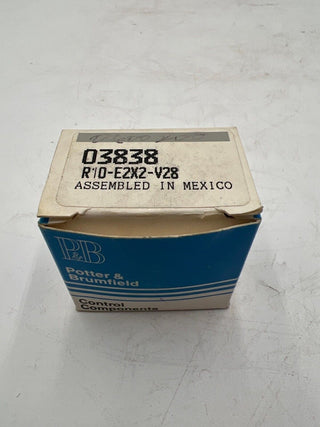 03838
R10-E2X2-V28
ASSEMBLED IN MEXICO
P&B
Potter &
Brumfield
Control
Components